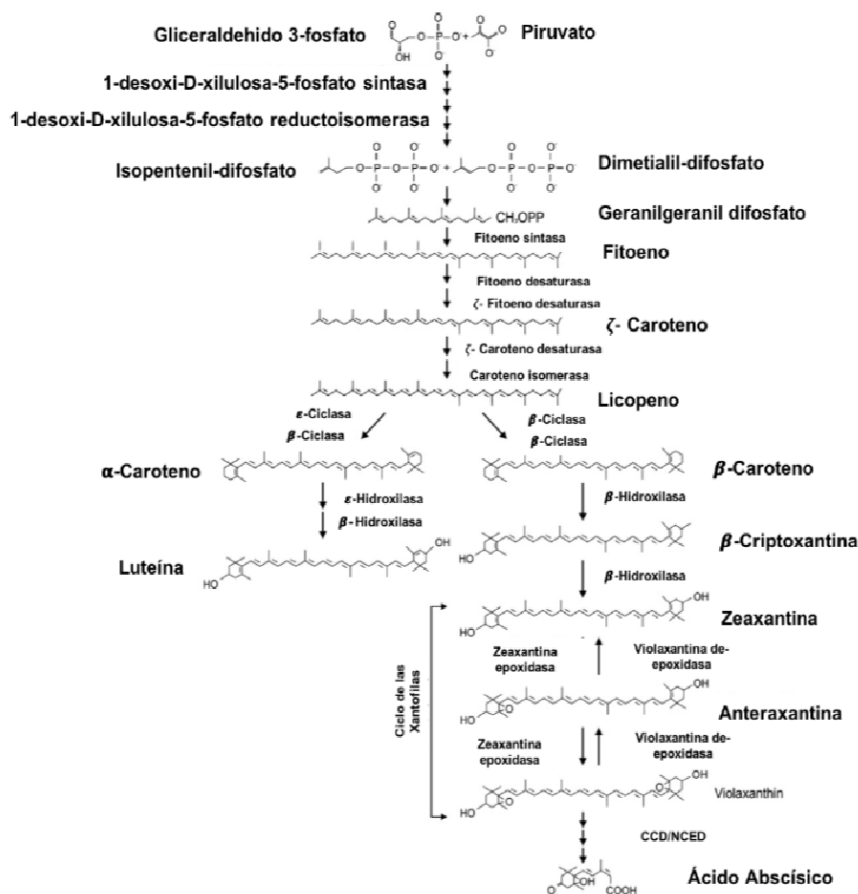 Gliceraldehido 3-fosfato
Piruvato
1-desoxi-D-xilulosa-5-fosfato sintasa
1-desoxi-D-xilulosa-5-fosfato reductoisomerasa
Isopentenil-difosfato
Dimetialil-difosfato
CH₂OPP
Geranilgeranil difosfato
Fitoeno sintasa
Fitoeno
Fitoeno desaturasa
ζ- Fitoeno desaturasa
ζ- Caroteno
ζ- Caroteno desaturasa
Caroteno isomerasa
Licopeno
ε-Ciclasa
β-Ciclasa
β-Ciclasa
β-Ciclasa
α-Caroteno
β-Caroteno
ε-Hidroxilasa
β-Hidroxilasa
β-Hidroxilasa
Luteína
HO
OH
β-Criptoxantina
HO
β-Hidroxilasa
Zeaxantina
HO
OH
Ciclo de las
Xantofilas
Zeaxantina
epoxidasa
Violaxantina de-
epoxidasa
Anteraxantina
HO
O
OH
Zeaxantina
epoxidasa
Violaxantina de-
epoxidasa
Violaxanthin
HO
O
O
OH
CCD/NCED
Ácido Abscísico
O
OH
COOH